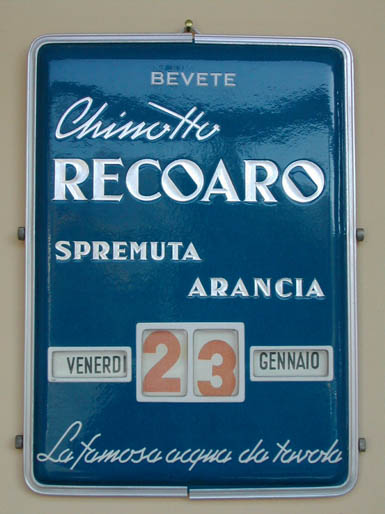 BEVETE
Chinotto
RECOARO
SPREMUTA
ARANCIA
VENERDI 23 GENNAIO
La famosa acqua da tavola